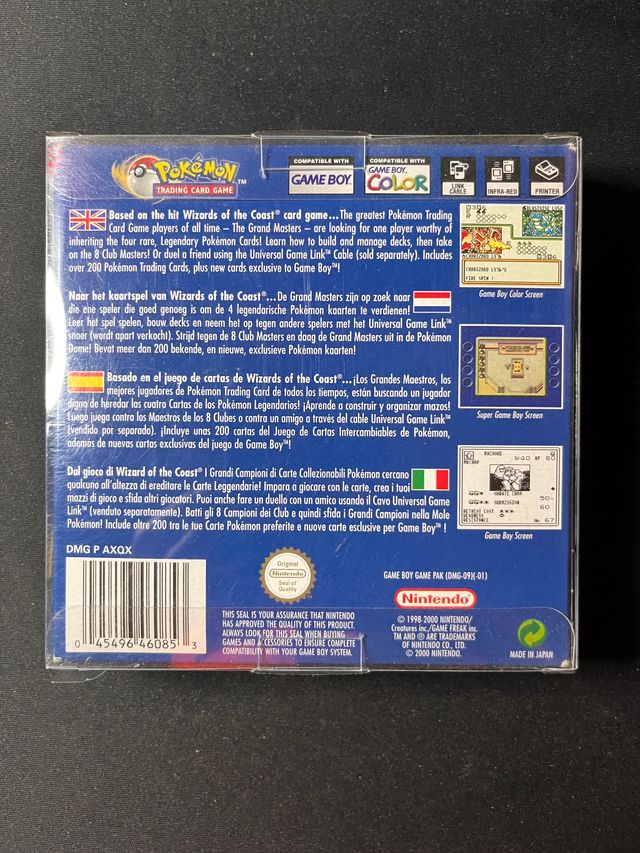 POKéMON™
TRADING CARD GAME
COMPATIBLE WITH
GAME BOY
COMPATIBLE WITH
GAME BOY
COLOR
LINK
CABLE
INFRA-RED
PRINTER
Based on the hit Wizards of the Coast® card game...The greatest Pokémon Trading
Card Game players of all time – The Grand Masters – are looking for one player worthy of
inheriting the four rare, Legendary Pokémon Cards! Learn how to build and manage decks, then take
on the 8 Club Masters! Or duel a friend using the Universal Game Link™ Cable (sold separately). Includes
over 200 Pokémon Trading Cards, plus new cards exclusive to Game Boy™!
CHARIZARD LV76'S
FIRE SPIN !
Game Boy Color Screen
Naar het kaartspel van Wizards of the Coast®...De Grand Masters zijn op zoek naar
die ene speler die goed genoeg is om de 4 legendarische Pokémon kaarten te verdienen!
Leer het spel spelen, bouw decks en neem het op tegen andere spelers met het Universal Game Link™
snoer (wordt apart verkocht). Strijd tegen de 8 Club Masters en daag de Grand Masters uit in de Pokémon
Dome! Bevat meer dan 200 bekende, en nieuwe, exclusieve Pokémon kaarten!
Super Game Boy Screen
Basado en el juego de cartas de Wizards of the Coast®...¡Los Grandes Maestros, los
mejores jugadores de Pokémon Trading Card de todos los tiempos, están buscando un jugador
digno de heredar las cuatro Cartas de los Pokémon Legendarios! ¡Aprende a construir y organizar mazos!
Luego juega contra los Maestros de los 8 Clubes o contra un amigo a través del cable Universal Game Link™
(vendido por separado). ¡Incluye unas 200 cartas del Juego de Cartas Intercambiables de Pokémon,
además de nuevas cartas exclusivas del juego de Game Boy™!
MACHOKE LV40 HP 80
MACHOP
KARATE CHOP
50-
SUBMISSION
60
RETREAT COST
WEAKNESS
RESISTANCE No 67
Game Boy Screen
Dal gioco di Wizard of the Coast® I Grandi Campioni di Carte Collezionabili Pokémon cercano
qualcuno all'altezza di ereditare le Carte Leggendarie! Impara a giocare con le carte, crea i tuoi
mazzi di gioco e sfida altri giocatori. Puoi anche fare un duello con un amico usando il Cavo Universal Game
Link™ (venduto separatamente). Batti gli 8 Campioni dei Club e quindi sfida i Grandi Campioni nella Mole
Pokémon! Include oltre 200 tra le tue Carte Pokémon preferite e nuove carte esclusive per Game Boy™ !
DMG P AXQX
0 45496 46085 3
Original
Nintendo
Seal of
Quality
THIS SEAL IS YOUR ASSURANCE THAT NINTENDO
HAS APPROVED THE QUALITY OF THIS PRODUCT.
ALWAYS LOOK FOR THIS SEAL WHEN BUYING
GAMES AND ACCESSORIES TO ENSURE COMPLETE
COMPATIBILITY WITH YOUR GAME BOY SYSTEM.
GAME BOY GAME PAK (DMG-09)(-01)
Nintendo®
© 1998-2000 NINTENDO/
Creatures inc./GAME FREAK inc.
TM AND ® ARE TRADEMARKS
OF NINTENDO CO., LTD.
© 2000 NINTENDO.
MADE IN JAPAN